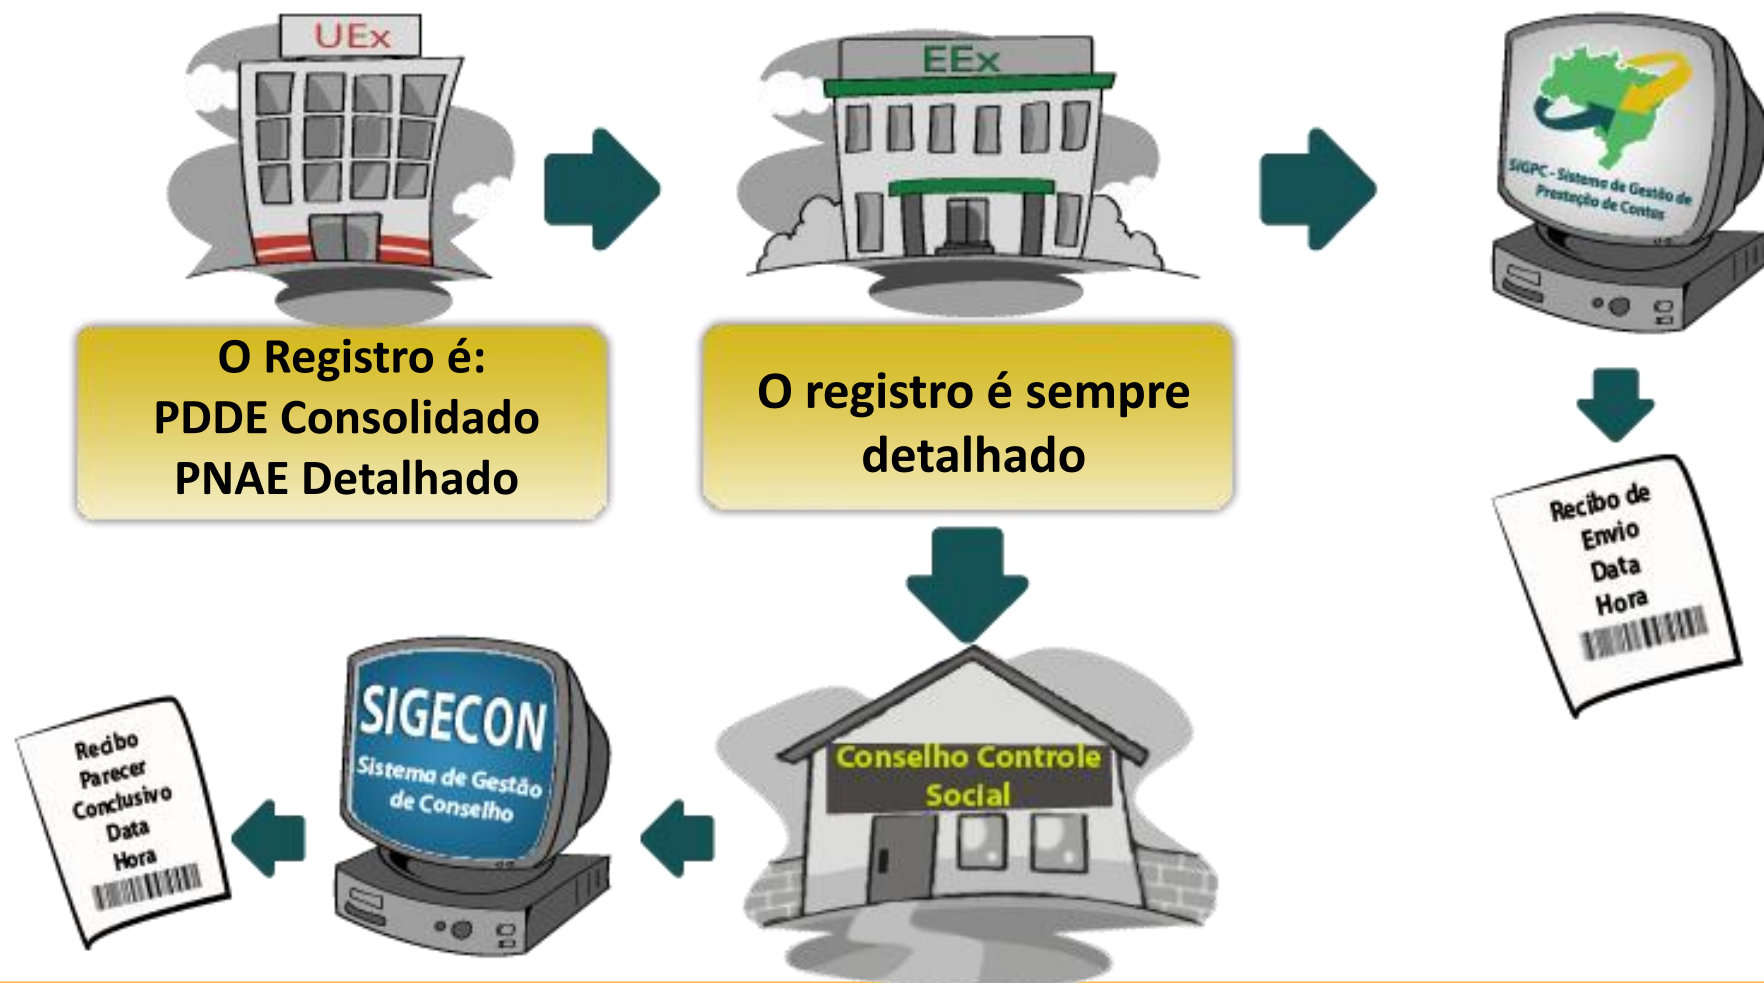 UEx
EEx
SiGPC - Sistema de Gestão de
Prestação de Contas
O Registro é:
PDDE Consolidado
PNAE Detalhado
O registro é sempre
detalhado
Recibo de
Envio
Data
Hora
Conselho Controle
Social
SIGECON
Sistema de Gestão
de Conselho
Recibo
Parecer
Conclusivo
Data
Hora